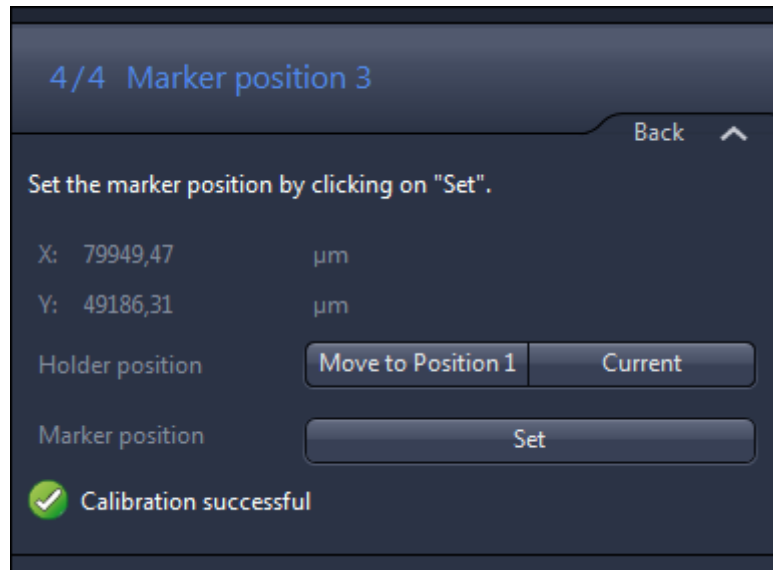 4/4 Marker position 3
Back
Set the marker position by clicking on "Set".
X: 79949,47 µm
Y: 49186,31 µm
Holder position Move to Position 1 Current
Marker position Set
Calibration successful